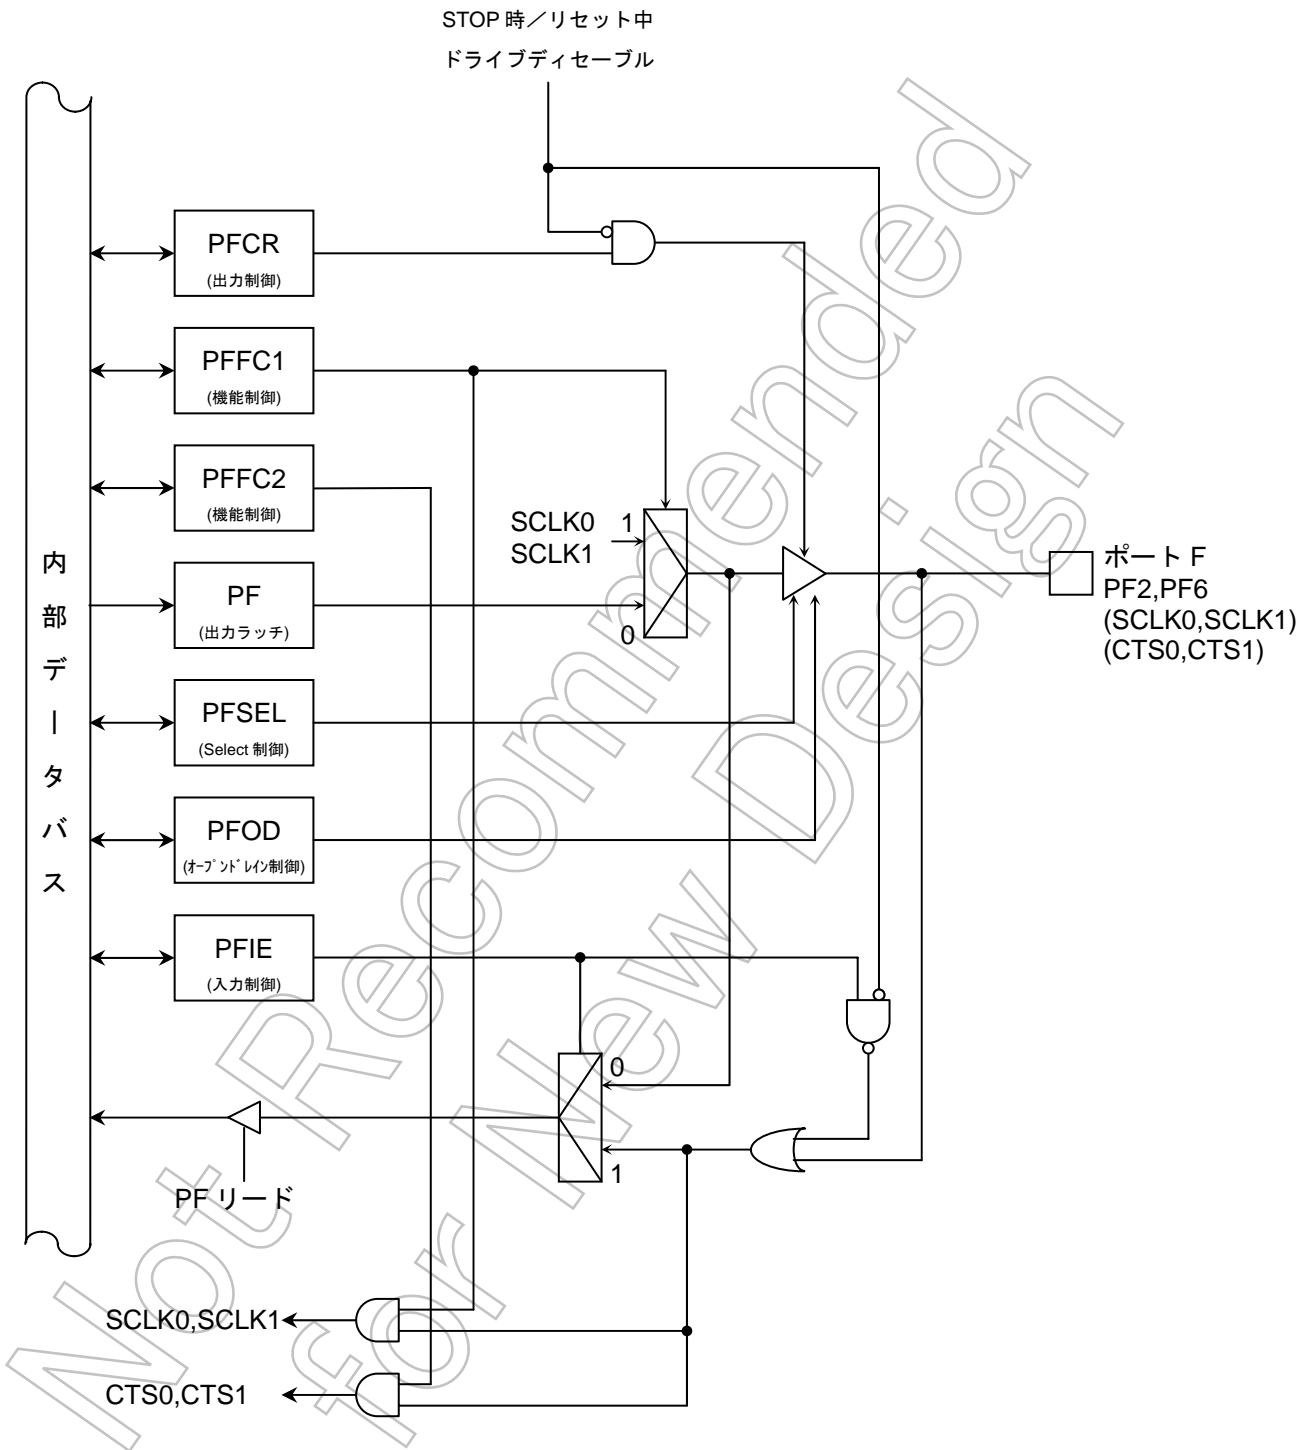 STOP 時／リセット中
ドライブディセーブル
内部データバス
PFCR
(出力制御)
PFFC1
(機能制御)
PFFC2
(機能制御)
PF
(出力ラッチ)
PFSEL
(Select 制御)
PFOD
(ｵｰﾌﾟﾝﾄﾞﾚｲﾝ制御)
PFIE
(入力制御)
SCLK0
SCLK1
1
0
ポート F
PF2,PF6
(SCLK0,SCLK1)
(CTS0,CTS1)
0
1
PF リード
SCLK0,SCLK1
CTS0,CTS1
Not Recommended
for New Design